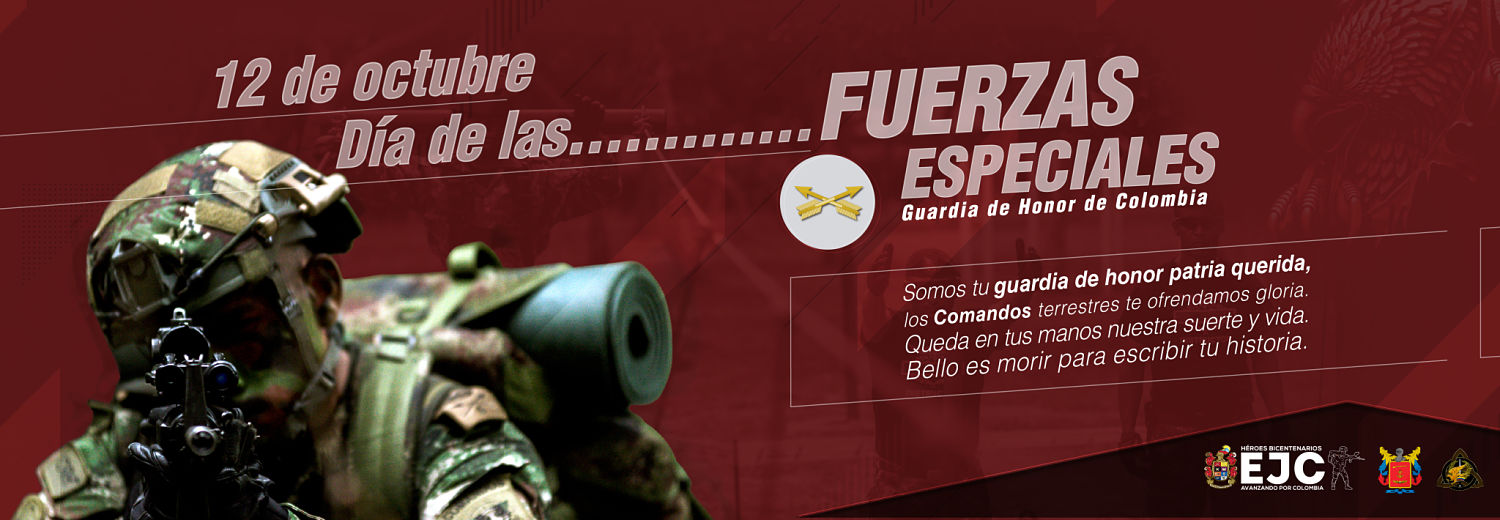 12 de octubre
Día de las.............FUERZAS
ESPECIALES
Guardia de Honor de Colombia
Somos tu guardia de honor patria querida,
los Comandos terrestres te ofrendamos gloria.
Queda en tus manos nuestra suerte y vida.
Bello es morir para escribir tu historia.
HÉROES BICENTENARIOS
EJC
AVANZANDO POR COLOMBIA